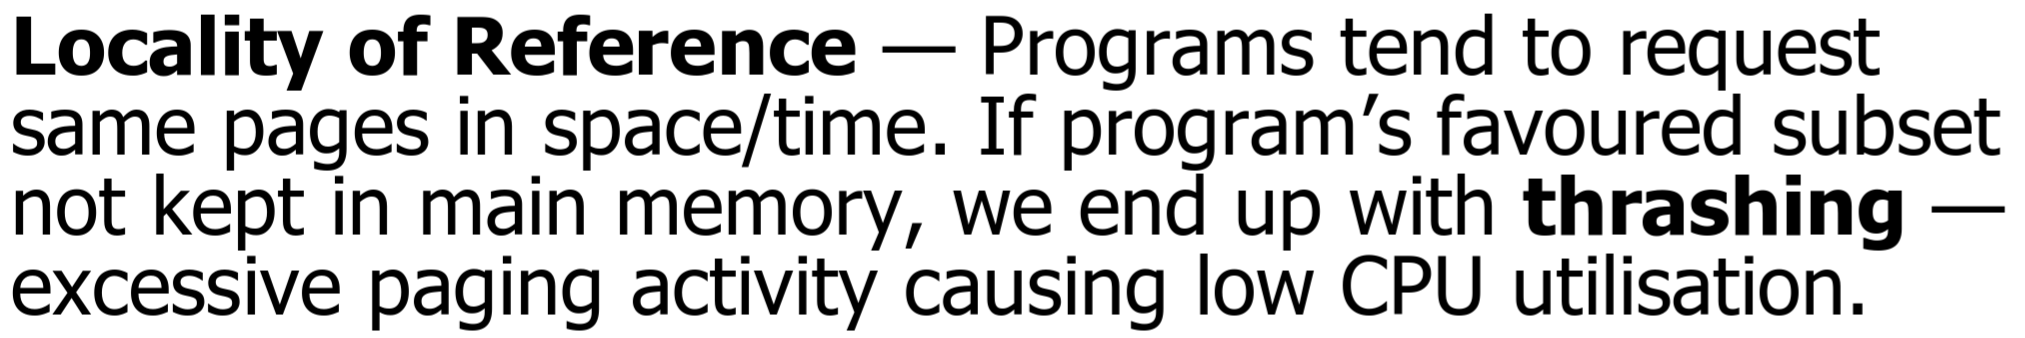 Locality of Reference — Programs tend to request
same pages in space/time. If program’s favoured subset
not kept in main memory, we end up with thrashing —
excessive paging activity causing low CPU utilisation.